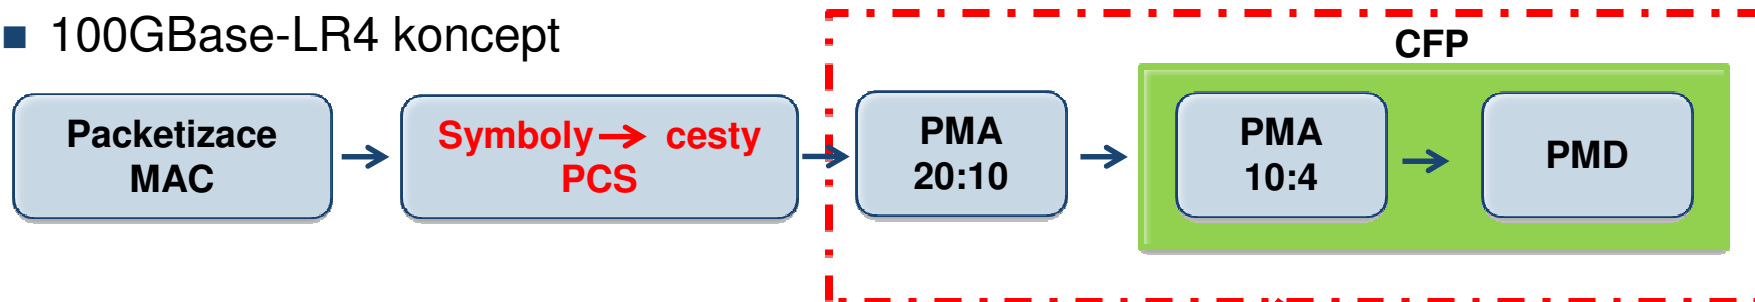 100GBase-LR4 koncept
CFP
Packetizace
MAC
Symboly → cesty
PCS
PMA
20:10
PMA
10:4
PMD